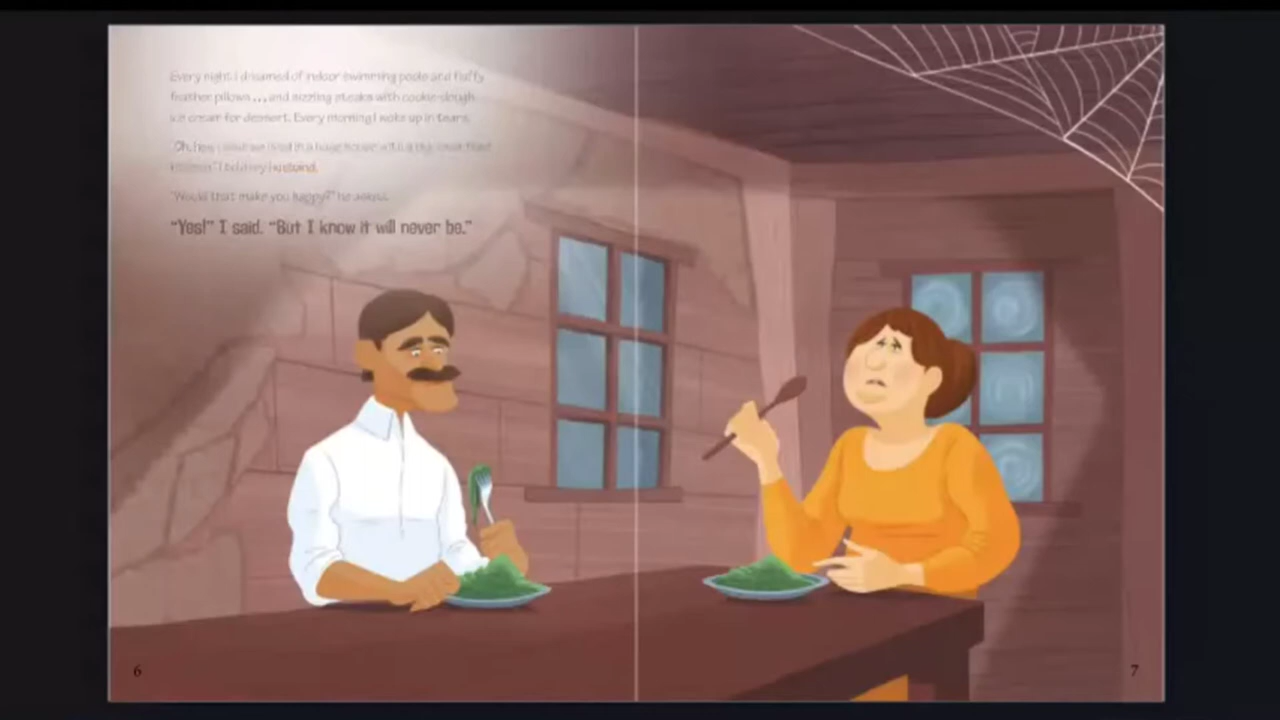 Every night I dreamed of indoor swimming pools and fluffy
feather pillows ... and sizzling steaks with cookie-dough
ice cream for dessert. Every morning I woke up in tears.
"Oh, how I wish we lived in a huge house with a
I told my husband.
"Would that make you happy?" he asked.
"Yes!" I said. "But I know it will never be."
6
7